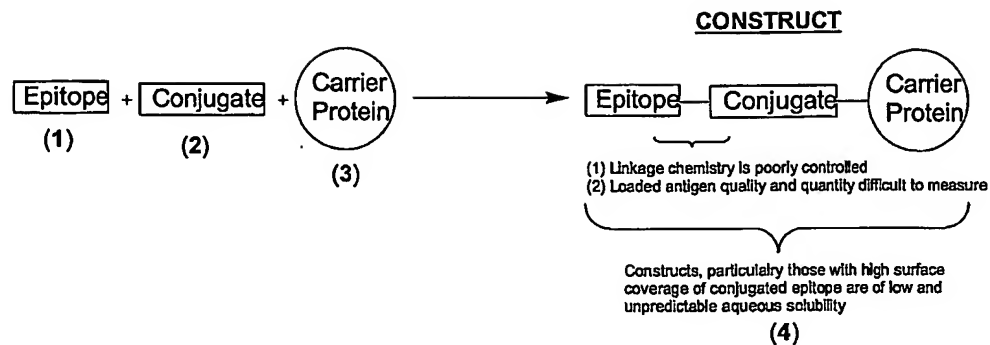 CONSTRUCT
Epitope + Conjugate + Carrier Protein
(1) (2) (3)
Epitope Conjugate Carrier Protein
(1) Linkage chemistry is poorly controlled
(2) Loaded antigen quality and quantity difficult to measure
Constructs, particulalry those with high surface
coverage of conjugated epitope are of low and
unpredictable aqueous solubility
(4)